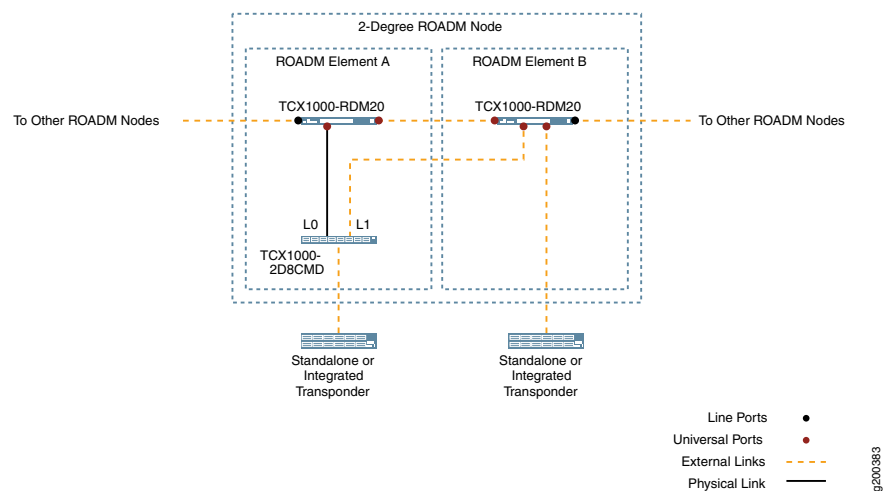 2-Degree ROADM Node
ROADM Element A
ROADM Element B
TCX1000-RDM20
TCX1000-RDM20
To Other ROADM Nodes
To Other ROADM Nodes
L0
L1
TCX1000-
2D8CMD
Standalone or
Integrated
Transponder
Standalone or
Integrated
Transponder
Line Ports
Universal Ports
External Links
Physical Link
g200383